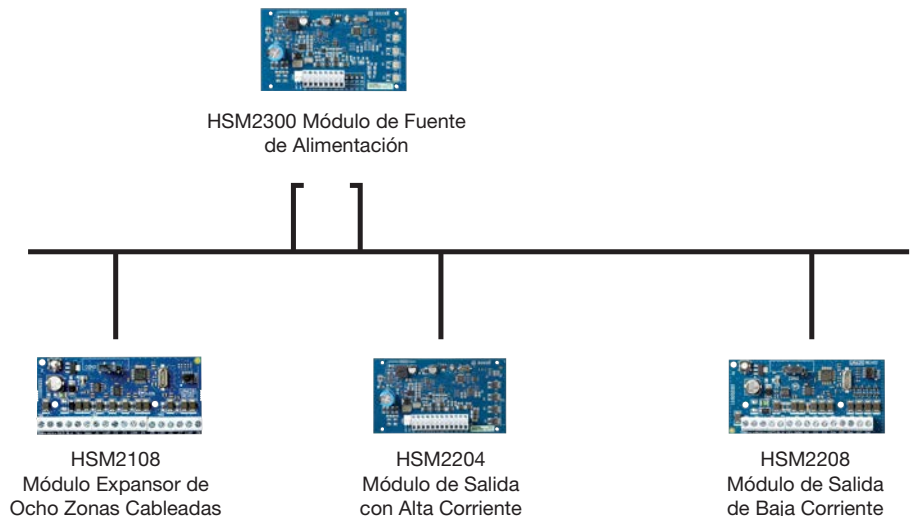 HSM2300 Módulo de Fuente
de Alimentación
HSM2108
Módulo Expansor de
Ocho Zonas Cableadas
HSM2204
Módulo de Salida
con Alta Corriente
HSM2208
Módulo de Salida
de Baja Corriente